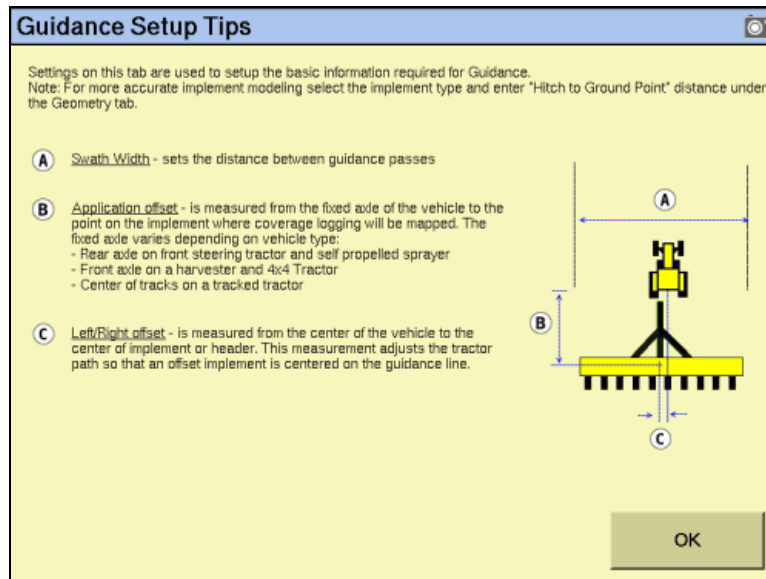 Guidance Setup Tips
Settings on this tab are used to setup the basic information required for Guidance.
Note: For more accurate implement modeling select the implement type and enter "Hitch to Ground Point" distance under
the Geometry tab.
A Swath Width - sets the distance between guidance passes
B Application offset - is measured from the fixed axle of the vehicle to the
point on the implement where coverage logging will be mapped. The
fixed axle varies depending on vehicle type:
- Rear axle on front steering tractor and self propelled sprayer
- Front axle on a harvester and 4x4 Tractor
- Center of tracks on a tracked tractor
C Left/Right offset - is measured from the center of the vehicle to the
center of implement or header. This measurement adjusts the tractor
path so that an offset implement is centered on the guidance line.
A
B
C
OK